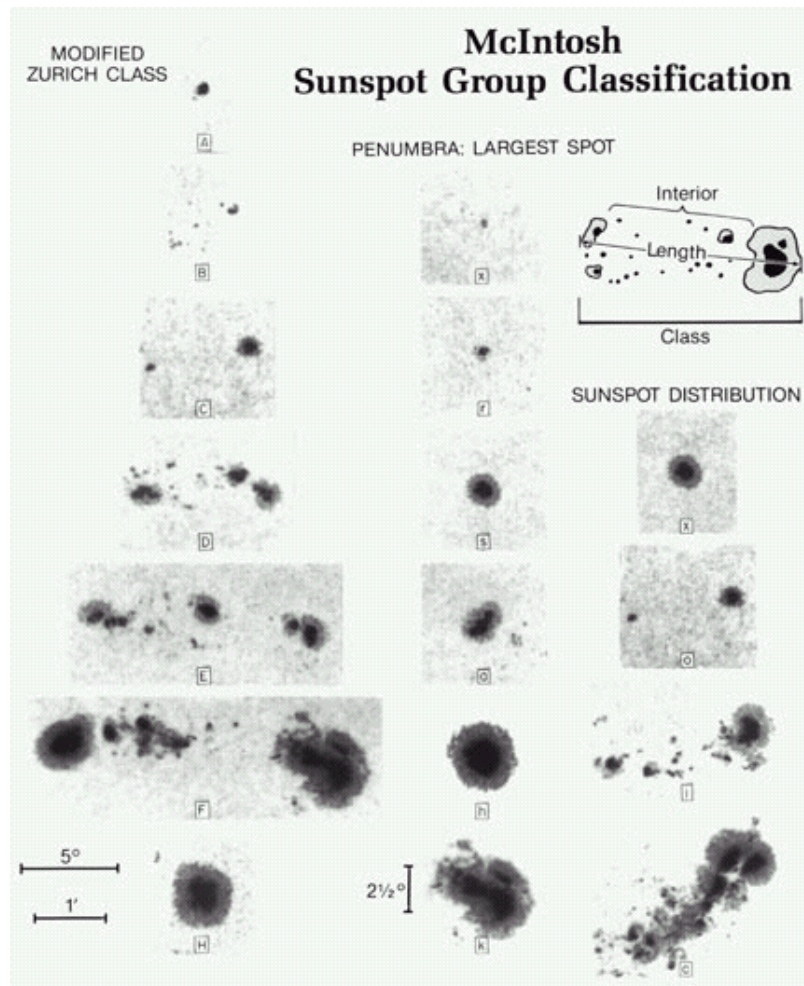 McIntosh
Sunspot Group Classification
MODIFIED
ZURICH CLASS
A
B
C
D
E
F
5°
1'
H
PENUMBRA: LARGEST SPOT
x
r
s
a
h
2½°
k
Interior
Length
Class
SUNSPOT DISTRIBUTION
x
o
i
c